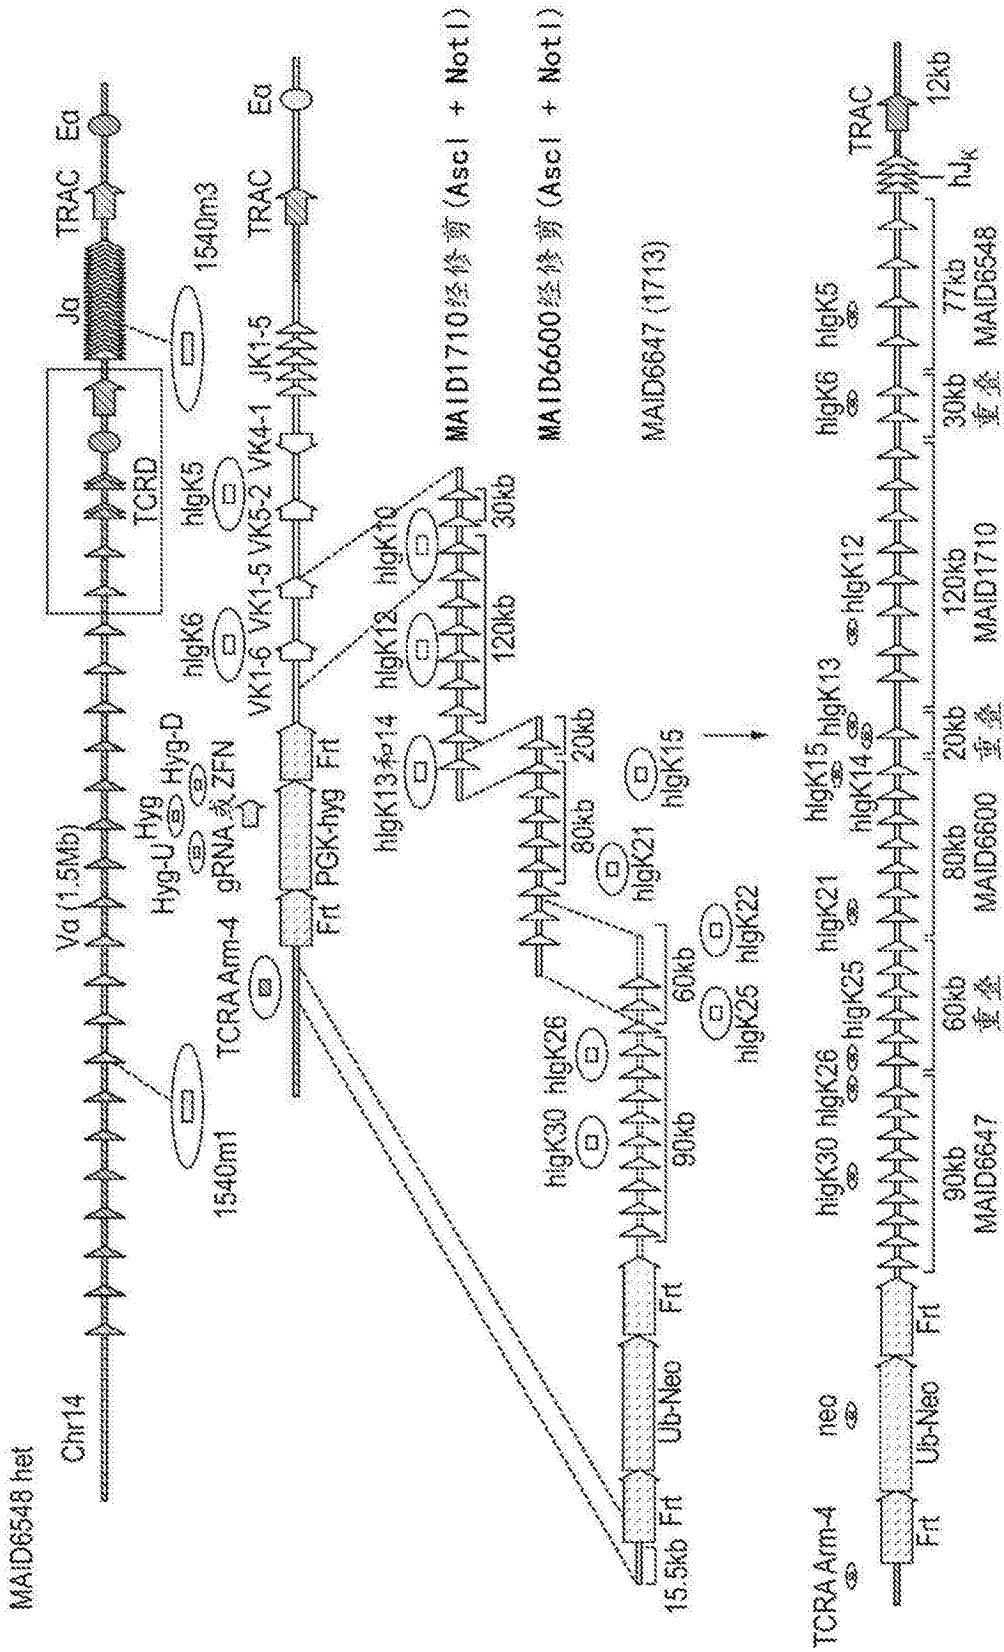 MAID6548 het
Chr14
Vα (1.5Mb)
Jα
TRAC
Eα
TCRD
1540m1
1540m3
Hyg-U
Hyg
Hyg-D
gRNA或ZFN
TCRA Arm-4
hIgK6
hIgK5
VK1-6
VK1-5
VK5-2
VK4-1
JK1-5
TRAC
Eα
Frt
PGK-hyg
Frt
hIgK13和14
hIgK12
hIgK10
MAID1710经修剪(AscI + NotI)
120kb
30kb
MAID6600经修剪(AscI + NotI)
80kb
20kb
hIgK21
hIgK15
hIgK30
hIgK26
MAID6647 (1713)
60kb
90kb
hIgK25
hIgK22
15.5kb
Frt
Ub-Neo
Frt
TCRA Arm-4
neo
hIgK30
hIgK26
hIgK25
hIgK21
hIgK15
hIgK14
hIgK13
hIgK12
hIgK6
hIgK5
TRAC
Frt
Ub-Neo
Frt
hJκ
12kb
90kb
60kb
80kb
20kb
120kb
30kb
77kb
MAID6647
重叠
MAID6600
重叠
MAID1710
重叠
MAID6548